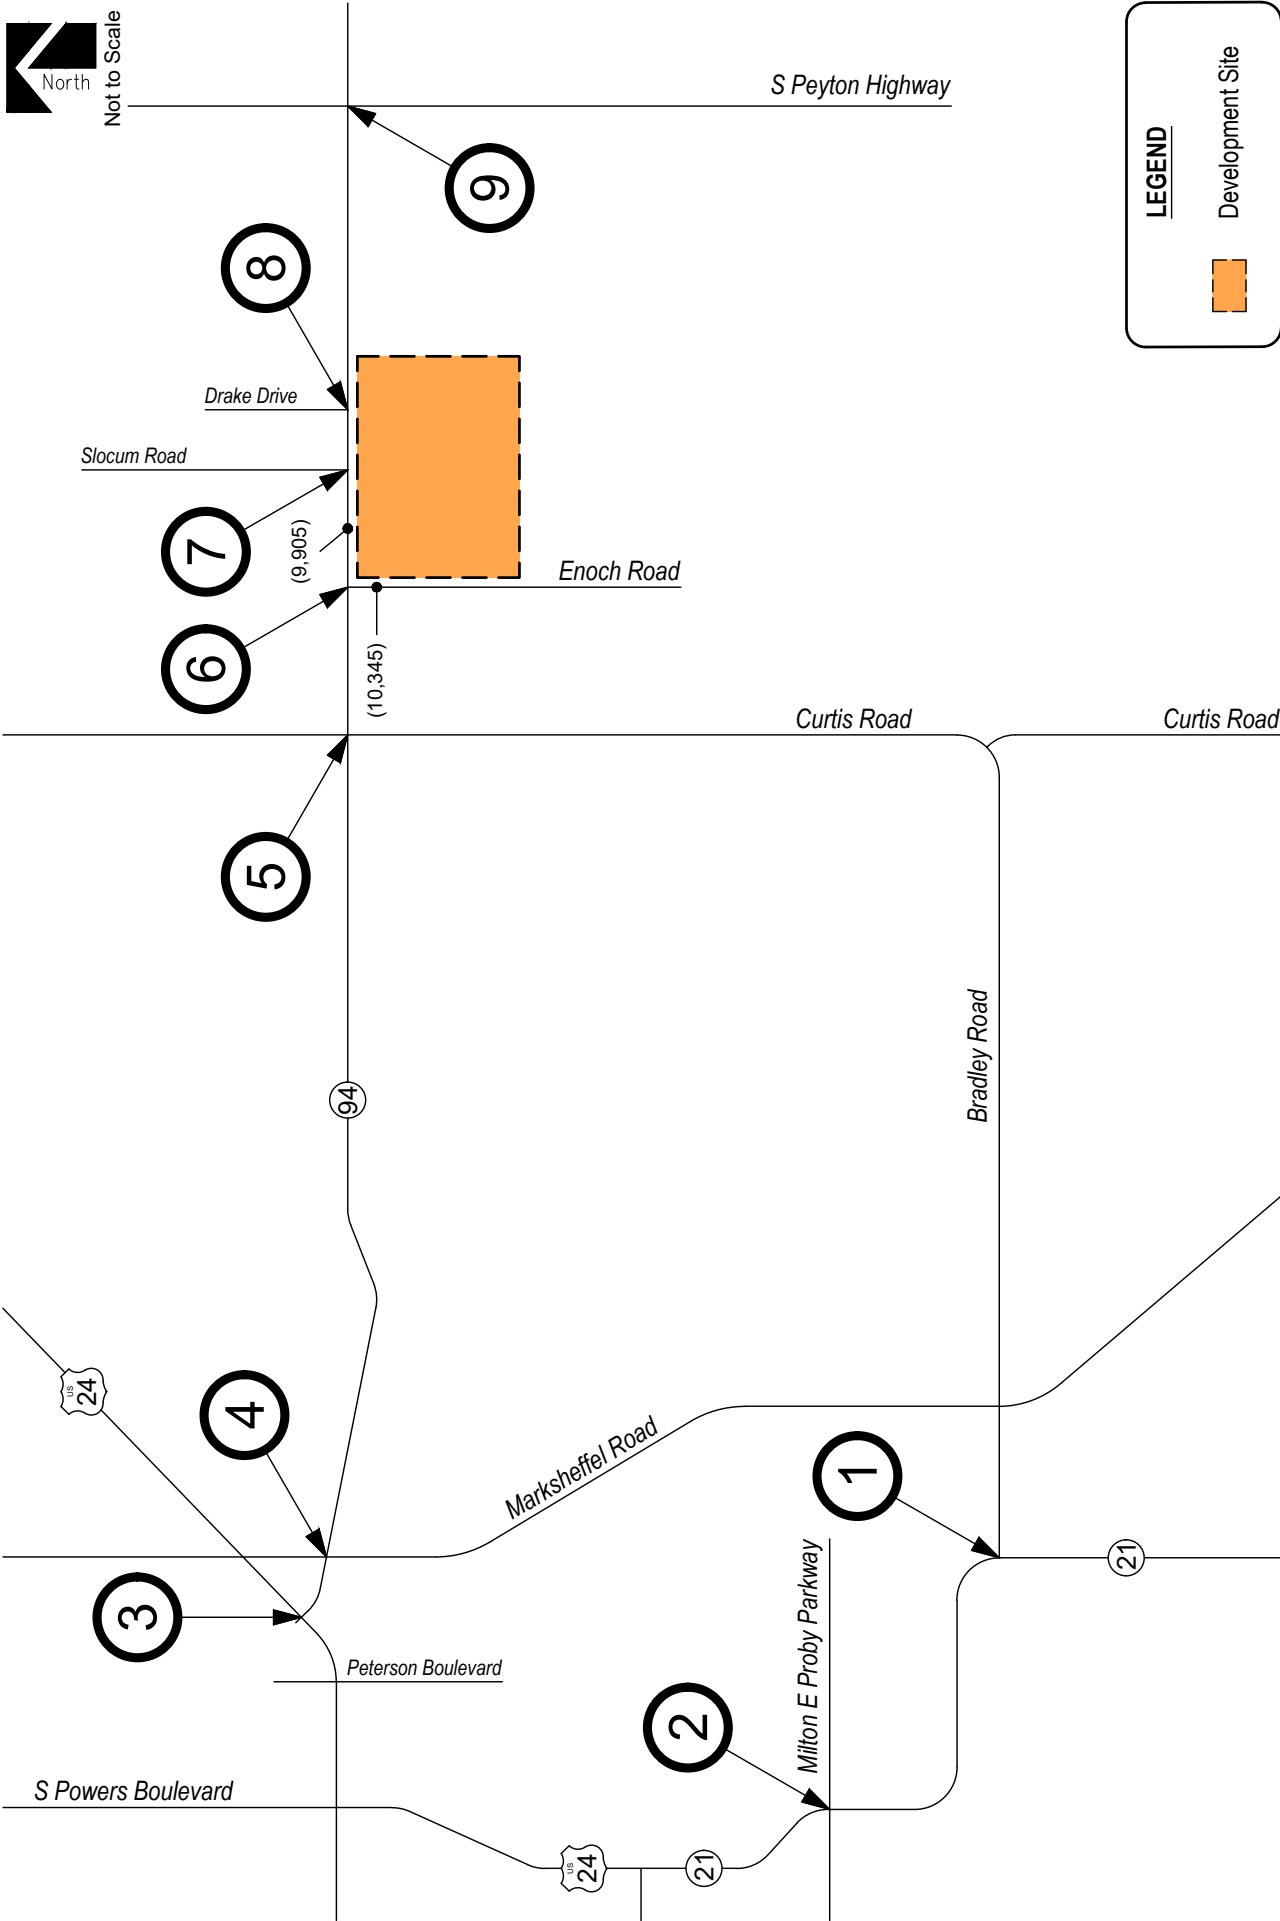 North
Not to Scale
S Peyton Highway
9
8
Drake Drive
Slocum Road
7
(9,905)
6
Enoch Road
(10,345)
Curtis Road
Curtis Road
5
94
Bradley Road
US
24
4
Marksheffel Road
1
21
3
Peterson Boulevard
Milton E Proby Parkway
2
S Powers Boulevard
US
24
21
LEGEND
Development Site